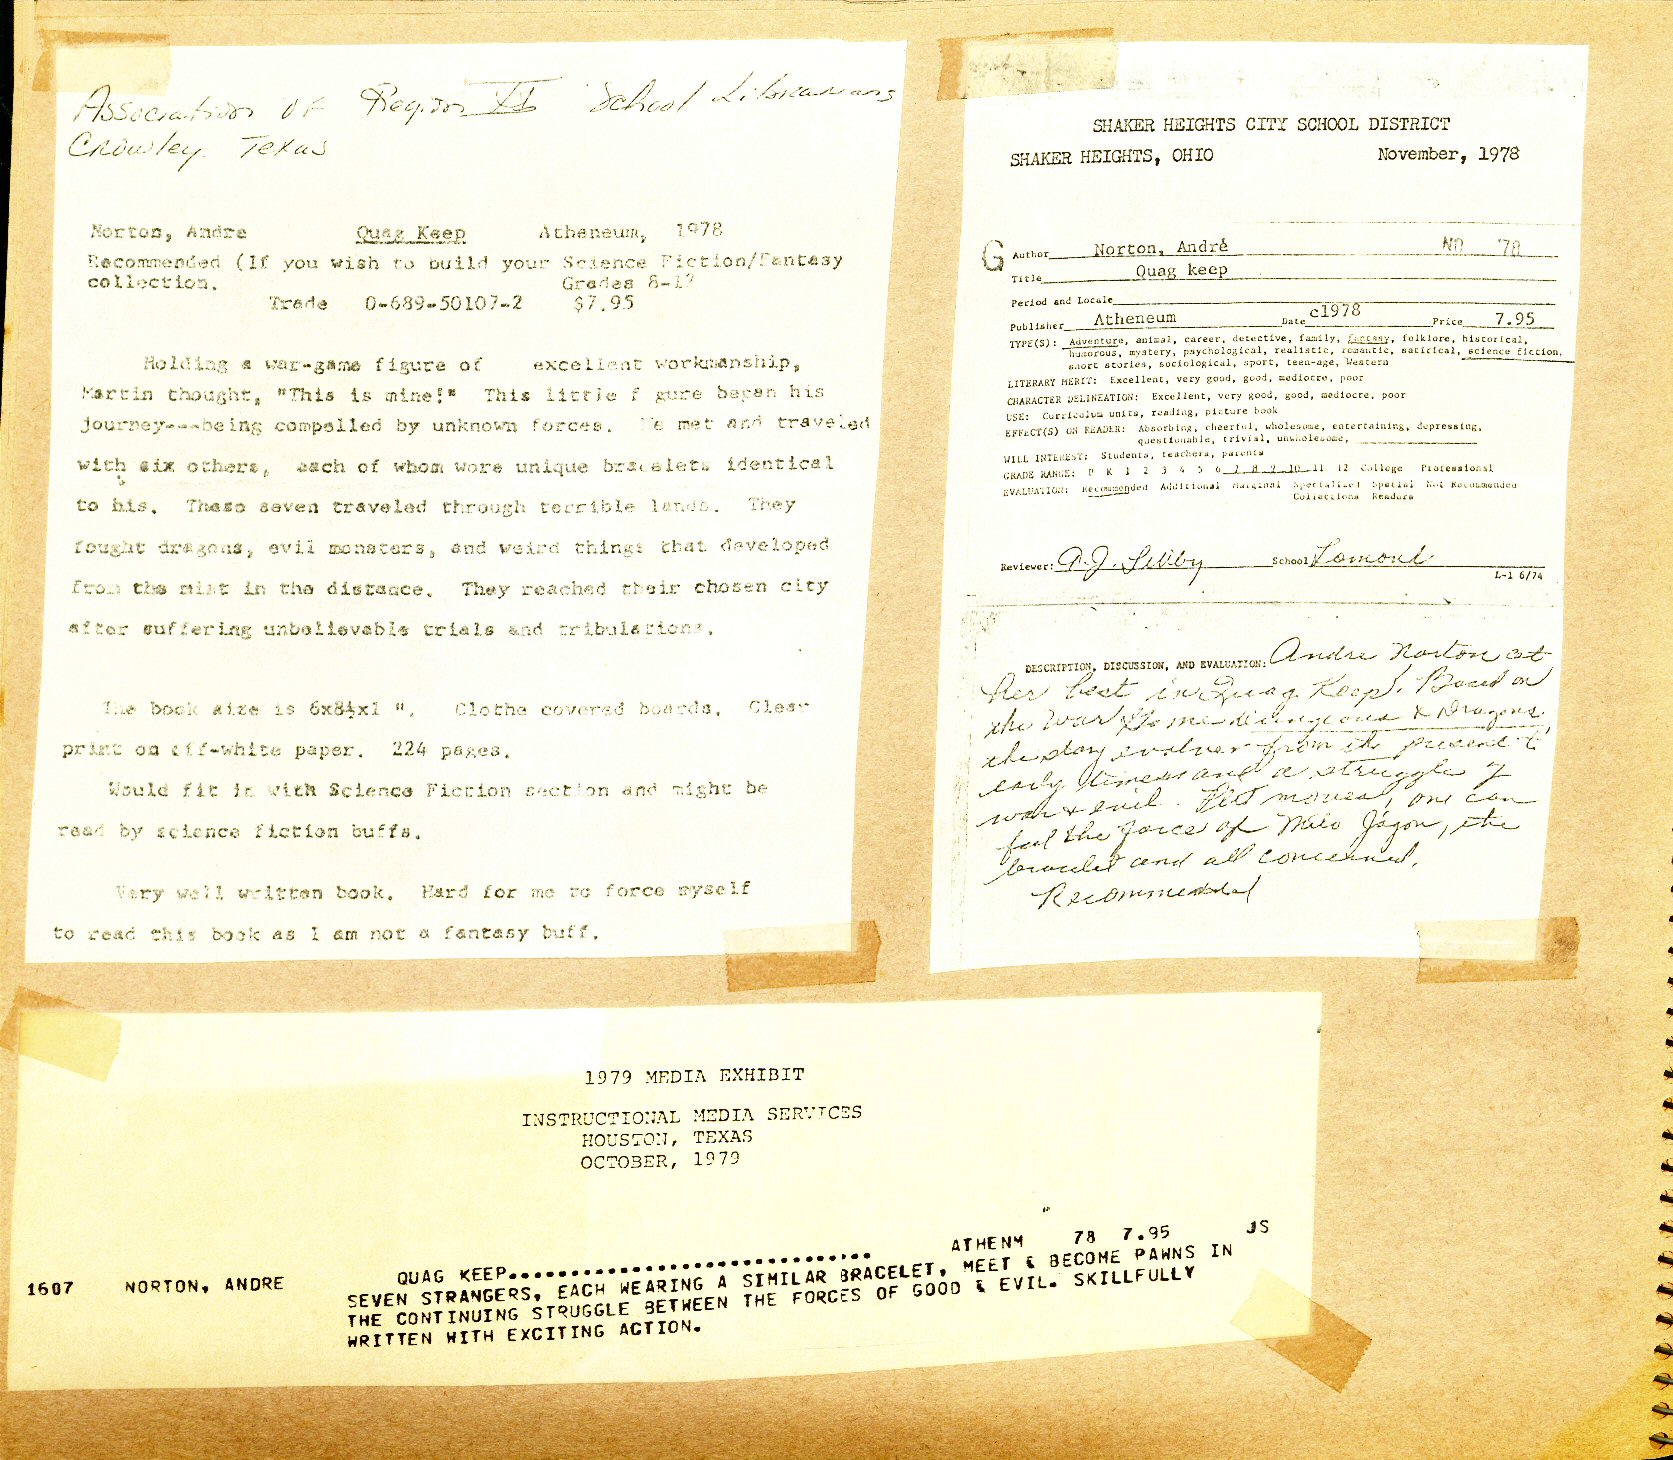 Association of Region XI School Librarians
Crowley, Texas
Norton, Andre Quag Keep Atheneum, 1978
Recommended (If you wish to build your Science Fiction/Fantasy
collection. Grades 8-12
Trade 0-689-50107-2 $7.95
Holding a war-game figure of excellent workmanship,
Martin thought, "This is mine!" This little f gure began his
journey---being compelled by unknown forces. He met and traveled
with six others, each of whom wore unique bracelets identical
to his. These seven traveled through terrible lands. They
fought dragons, evil monsters, and weird things that developed
from the mist in the distance. They reached their chosen city
after suffering unbelievable trials and tribulations.
The book size is 6x8½x1 ". Clothe covered boards. Clear
print on off-white paper. 224 pages.
Would fit in with Science Fiction section and might be
read by science fiction buffs.
Very well written book. Hard for me to force myself
to read this book as I am not a fantasy buff.
SHAKER HEIGHTS CITY SCHOOL DISTRICT
SHAKER HEIGHTS, OHIO November, 1978
G Author Norton, André NO '78
Title Quag keep
Period and Locale
Publisher Atheneum Date c1978 Price 7.95
TYPE(S): Adventure, animal, career, detective, family, fantasy, folklore, historical,
humorous, mystery, psychological, realistic, romantic, satirical, science fiction,
short stories, sociological, sport, teen-age, Western
LITERARY MERIT: Excellent, very good, good, mediocre, poor
CHARACTER DELINEATION: Excellent, very good, good, mediocre, poor
USE: Curriculum units, reading, picture book
EFFECT(S) ON READER: Absorbing, cheerful, wholesome, entertaining, depressing,
questionable, trivial, unwholesome,
WILL INTEREST: Students, teachers, parents
GRADE RANGE: P K 1 2 3 4 5 6 7 8 9 10 11 12 College Professional
EVALUATION: Recommended Additional Marginal Specialized Special Not Recommended
Collections Readers
Reviewer: School Lomond
L-1 6/74
DESCRIPTION, DISCUSSION, AND EVALUATION: Andre Norton at
her best in Quag Keep. Based on
the War Game dungeons & Dragons
the story evolves from the present to
early times and a struggle of
war & evil. Plot moves, one can
feel the force of Milo Jagon, the
bracelet and all concerned.
Recommended
1979 MEDIA EXHIBIT
INSTRUCTIONAL MEDIA SERVICES
HOUSTON, TEXAS
OCTOBER, 1979
1607 NORTON, ANDRE QUAG KEEP.............................. ATHENM 78 7.95 JS
SEVEN STRANGERS, EACH WEARING A SIMILAR BRACELET, MEET & BECOME PAWNS IN
THE CONTINUING STRUGGLE BETWEEN THE FORCES OF GOOD & EVIL. SKILLFULLY
WRITTEN WITH EXCITING ACTION.